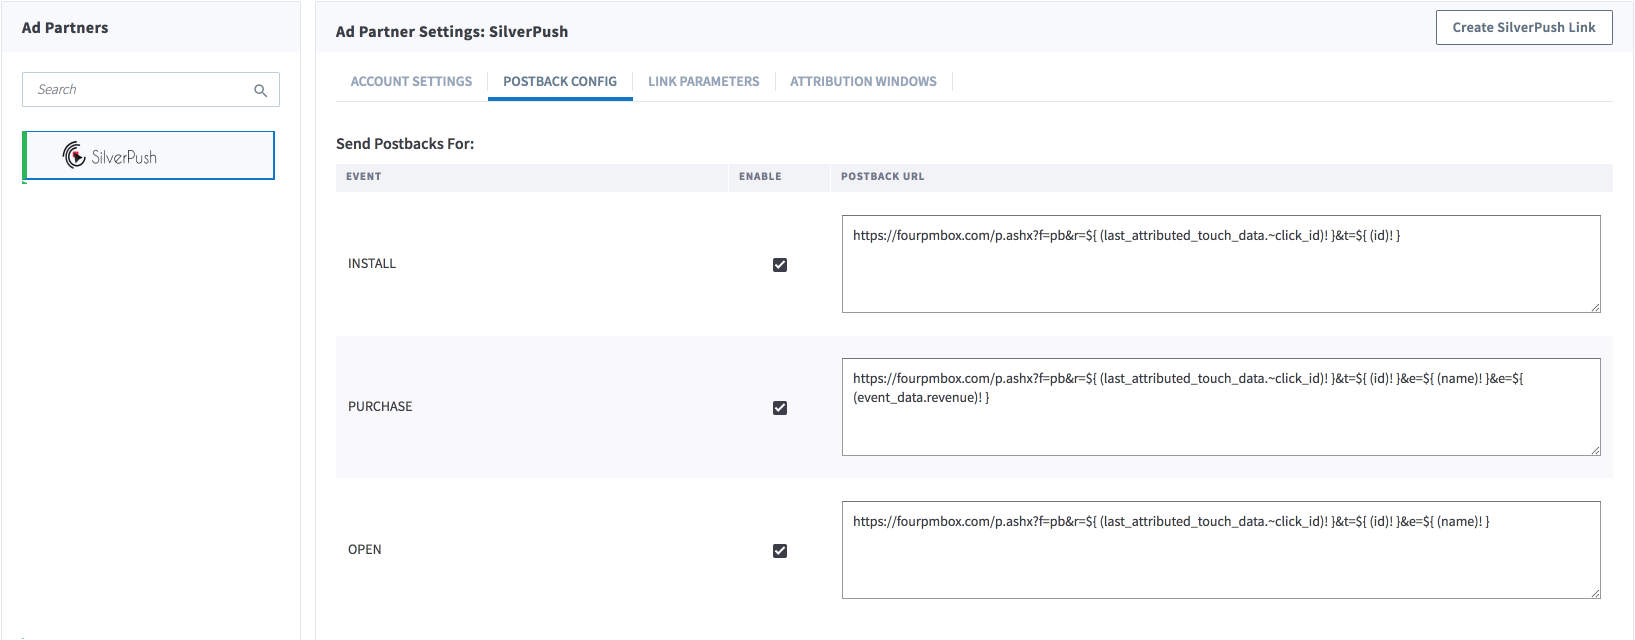 Ad Partners
Search
SilverPush
Ad Partner Settings: SilverPush
Create SilverPush Link
ACCOUNT SETTINGS
POSTBACK CONFIG
LINK PARAMETERS
ATTRIBUTION WINDOWS
Send Postbacks For:
EVENT
ENABLE
POSTBACK URL
INSTALL
https://fourpmbox.com/p.ashx?f=pb&r=${ (last_attributed_touch_data.~click_id)! }&t=${ (id)! }
PURCHASE
https://fourpmbox.com/p.ashx?f=pb&r=${ (last_attributed_touch_data.~click_id)! }&t=${ (id)! }&e=${ (name)! }&e=${
(event_data.revenue)! }
OPEN
https://fourpmbox.com/p.ashx?f=pb&r=${ (last_attributed_touch_data.~click_id)! }&t=${ (id)! }&e=${ (name)! }